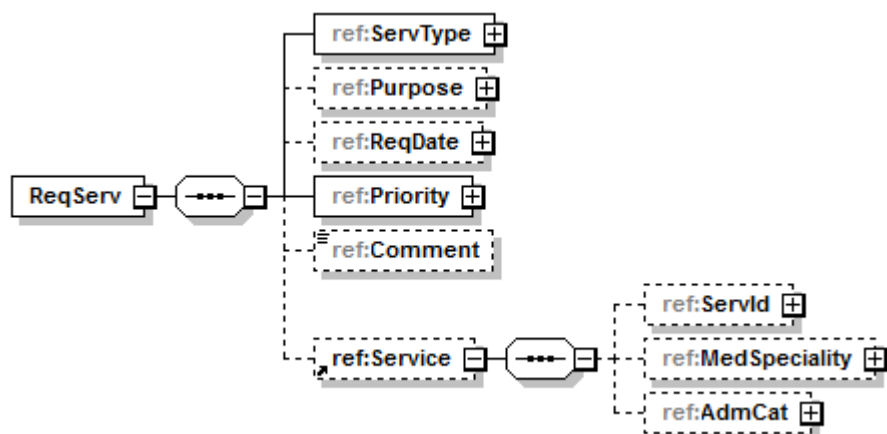 ref:ServType
ref:Purpose
ref:ReqDate
ReqServ
ref:Priority
ref:Comment
ref:ServId
ref:Service
ref:MedSpeciality
ref:AdmCat